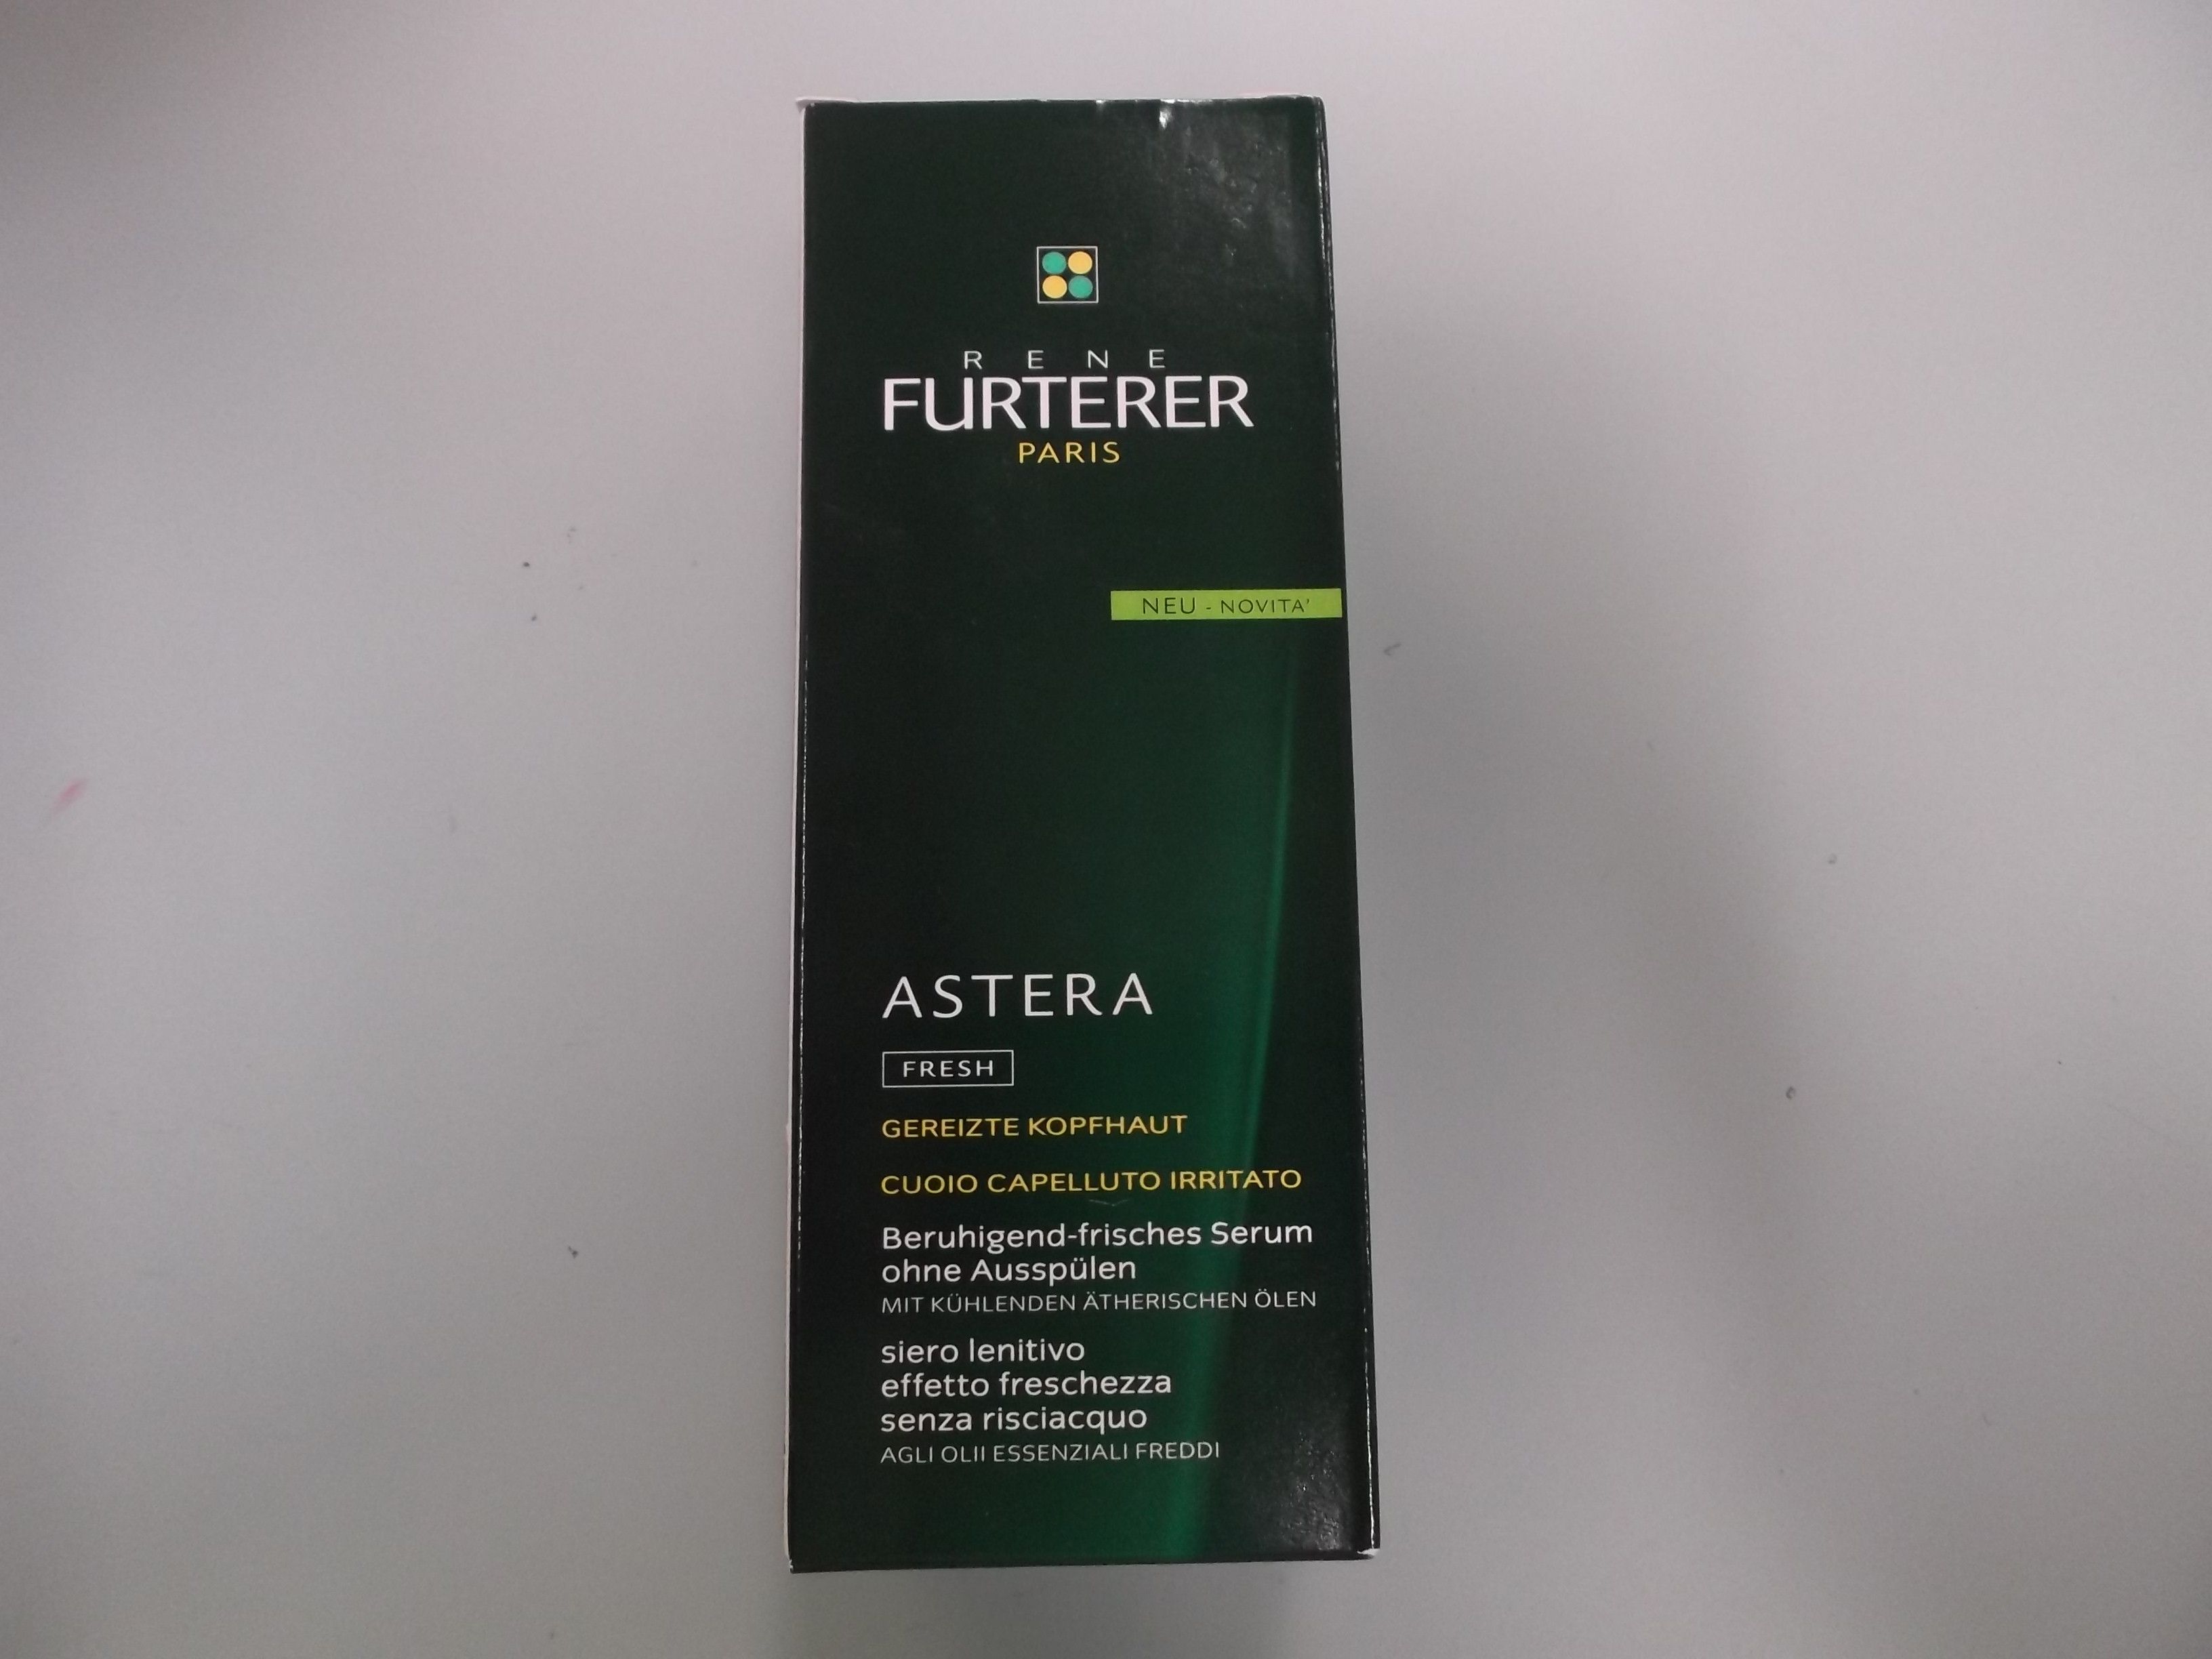 RENE
FURTERER
PARIS
NEU - NOVITA'
ASTERA
FRESH
GEREIZTE KOPFHAUT
CUOIO CAPELLUTO IRRITATO
Beruhigend-frisches Serum
ohne Ausspülen
MIT KÜHLENDEN ÄTHERISCHEN ÖLEN
siero lenitivo
effetto freschezza
senza risciacquo
AGLI OLII ESSENZIALI FREDDI